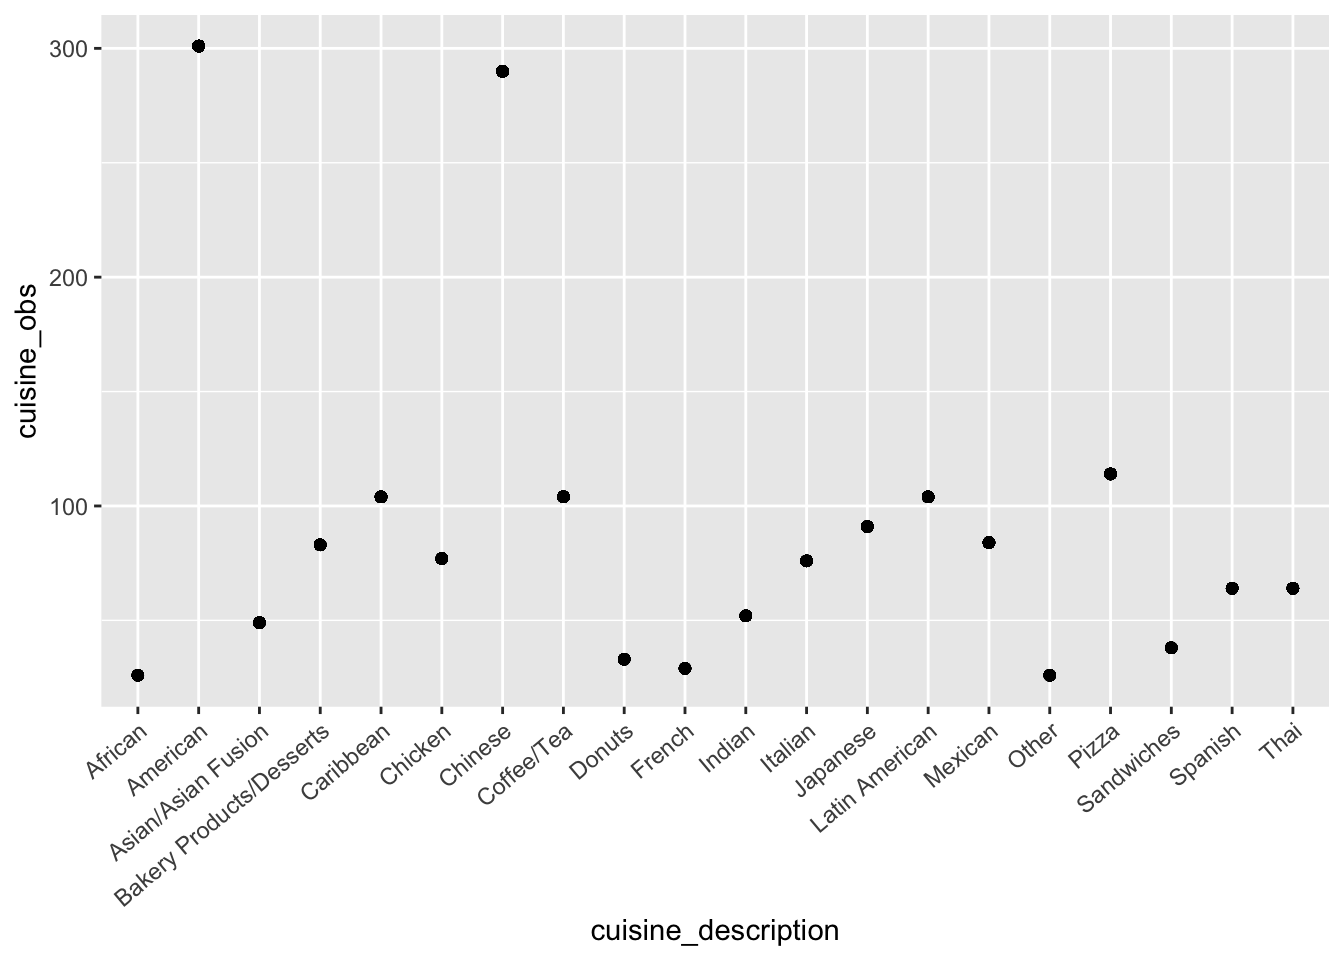 300
200
100
cuisine_obs
African
American
Asian/Asian Fusion
Bakery Products/Desserts
Caribbean
Chicken
Chinese
Coffee/Tea
Donuts
French
Indian
Italian
Japanese
Latin American
Mexican
Other
Pizza
Sandwiches
Spanish
Thai
cuisine_description